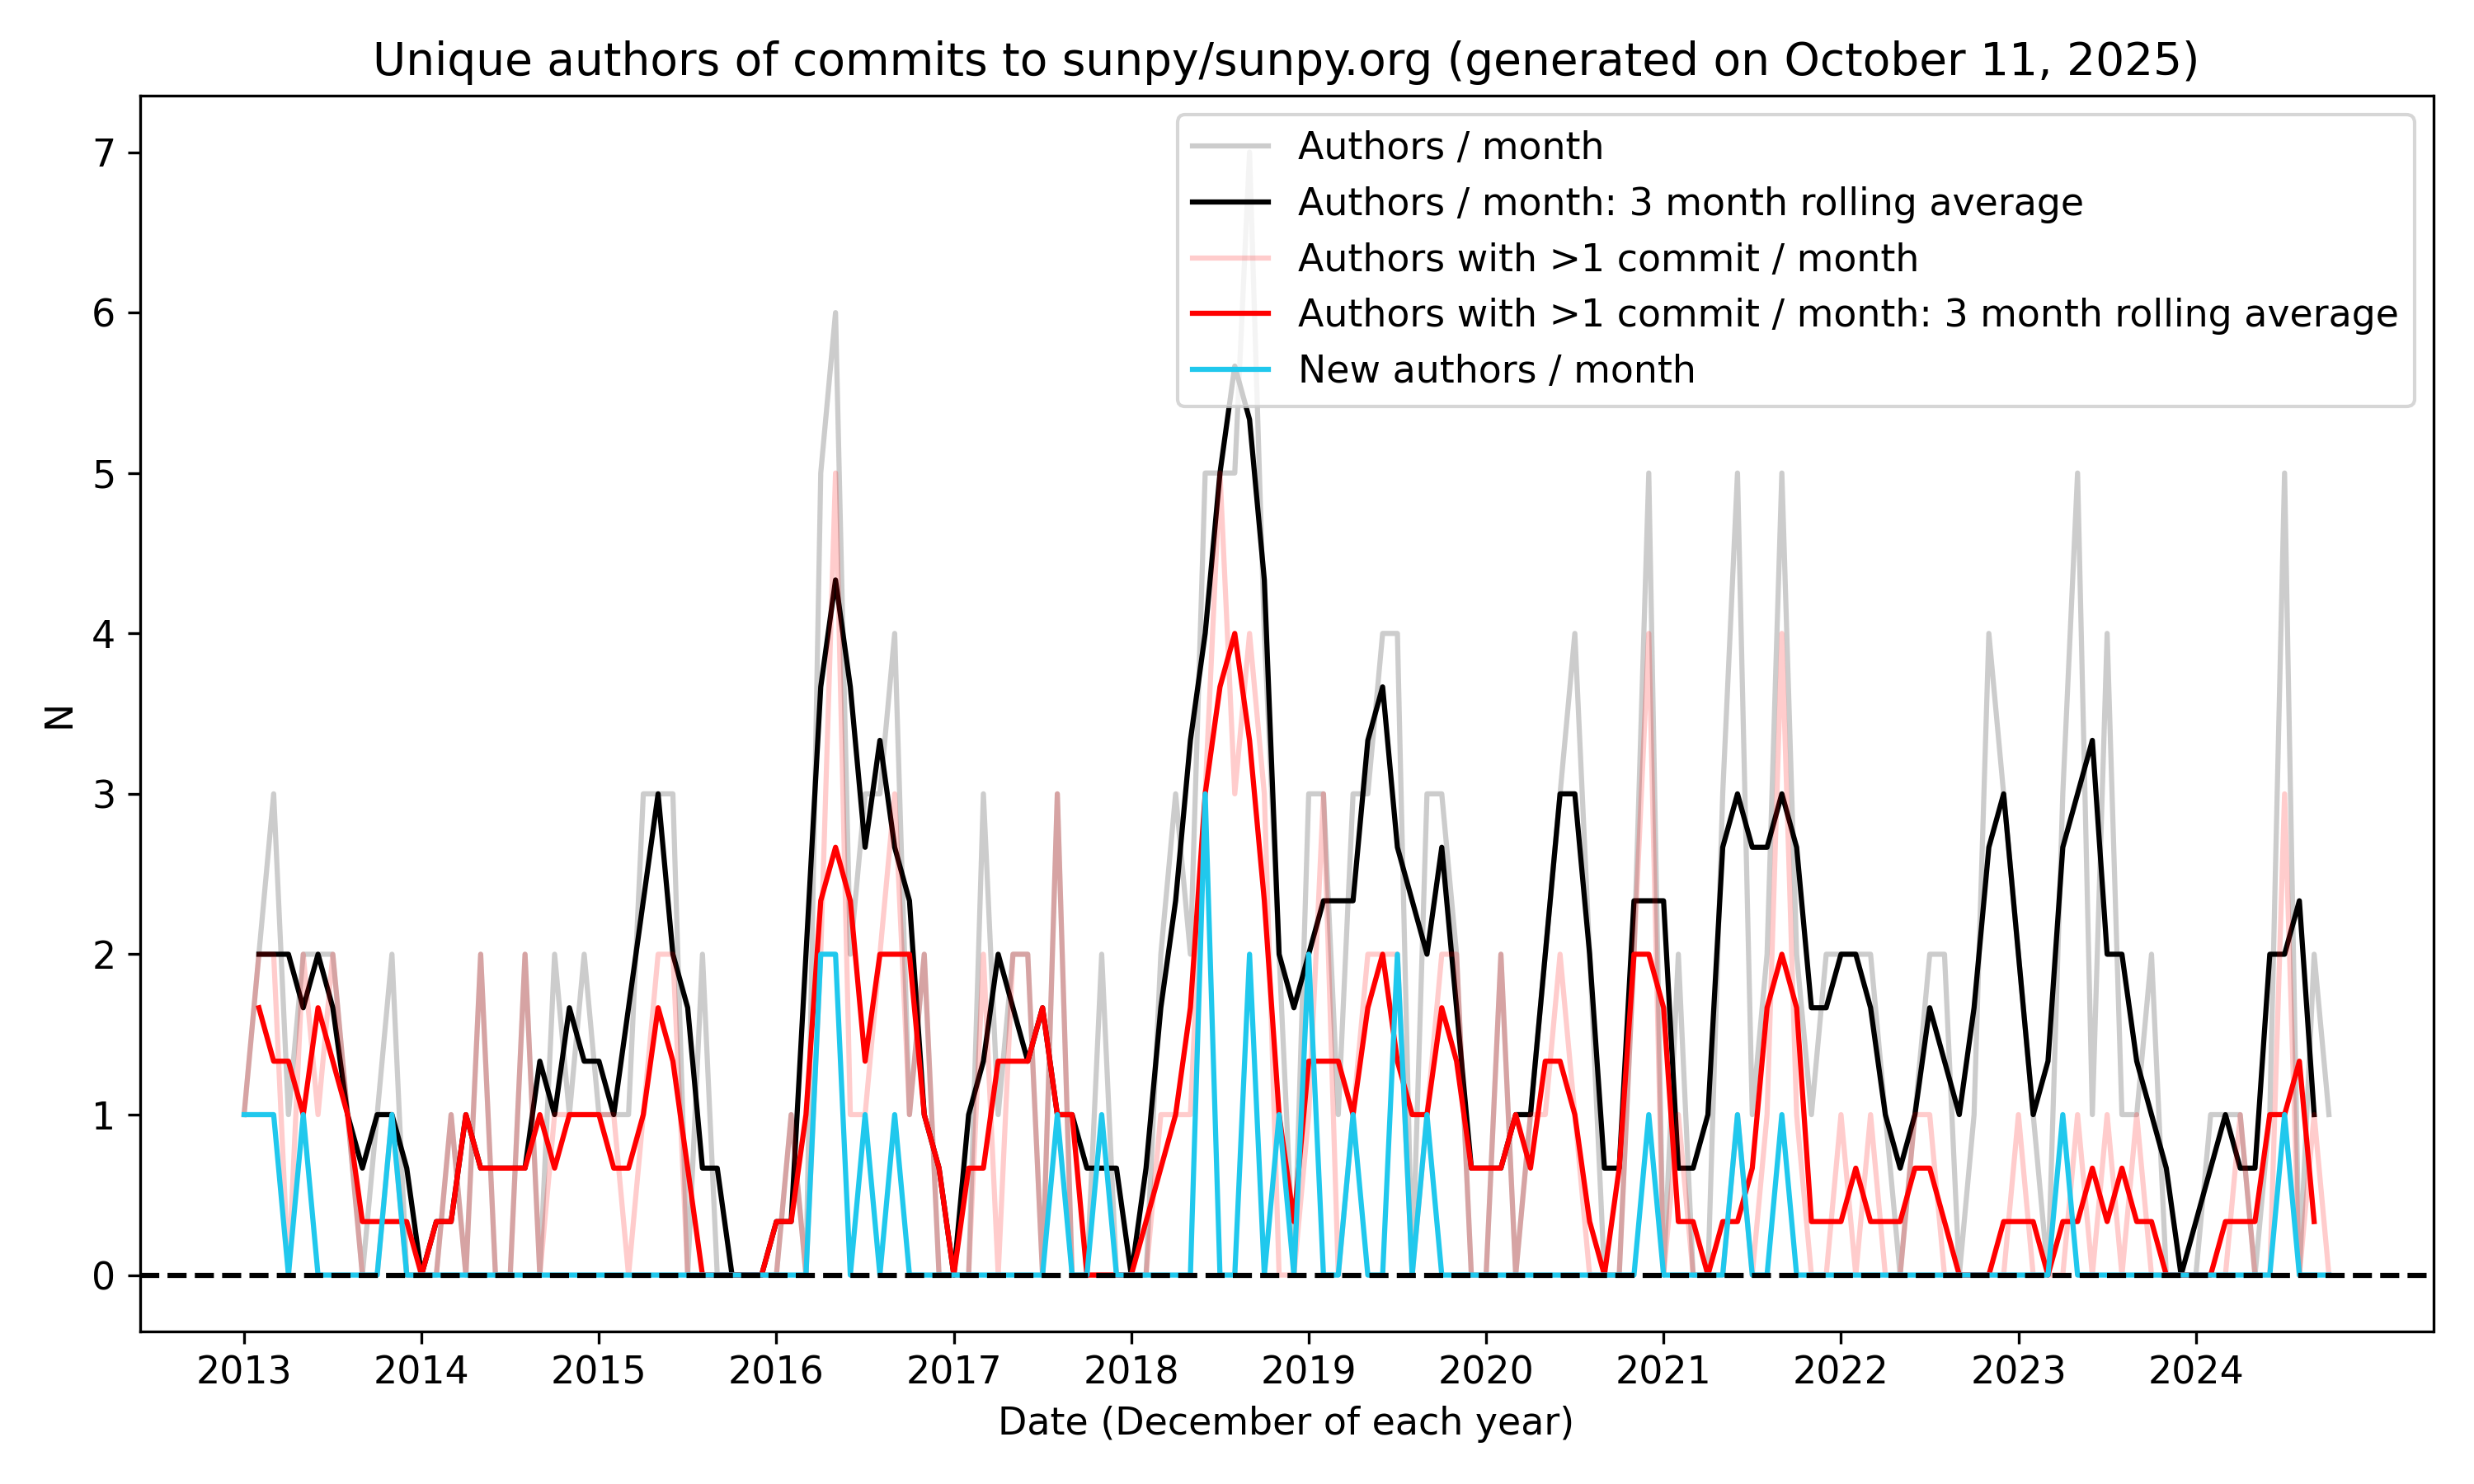 Unique authors of commits to sunpy/sunpy.org (generated on October 11, 2025)
Authors / month
Authors / month: 3 month rolling average
Authors with >1 commit / month
Authors with >1 commit / month: 3 month rolling average
New authors / month
7
6
5
4
3
2
1
0
N
2013 2014 2015 2016 2017 2018 2019 2020 2021 2022 2023 2024
Date (December of each year)